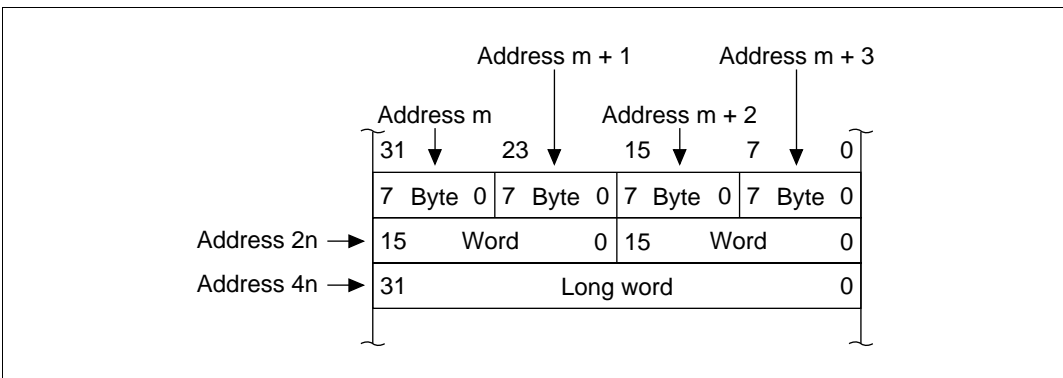 Address m + 1 Address m + 3
Address m Address m + 2
31 23 15 7 0
7 Byte 0 7 Byte 0 7 Byte 0 7 Byte 0
Address 2n 15 Word 0 15 Word 0
Address 4n 31 Long word 0